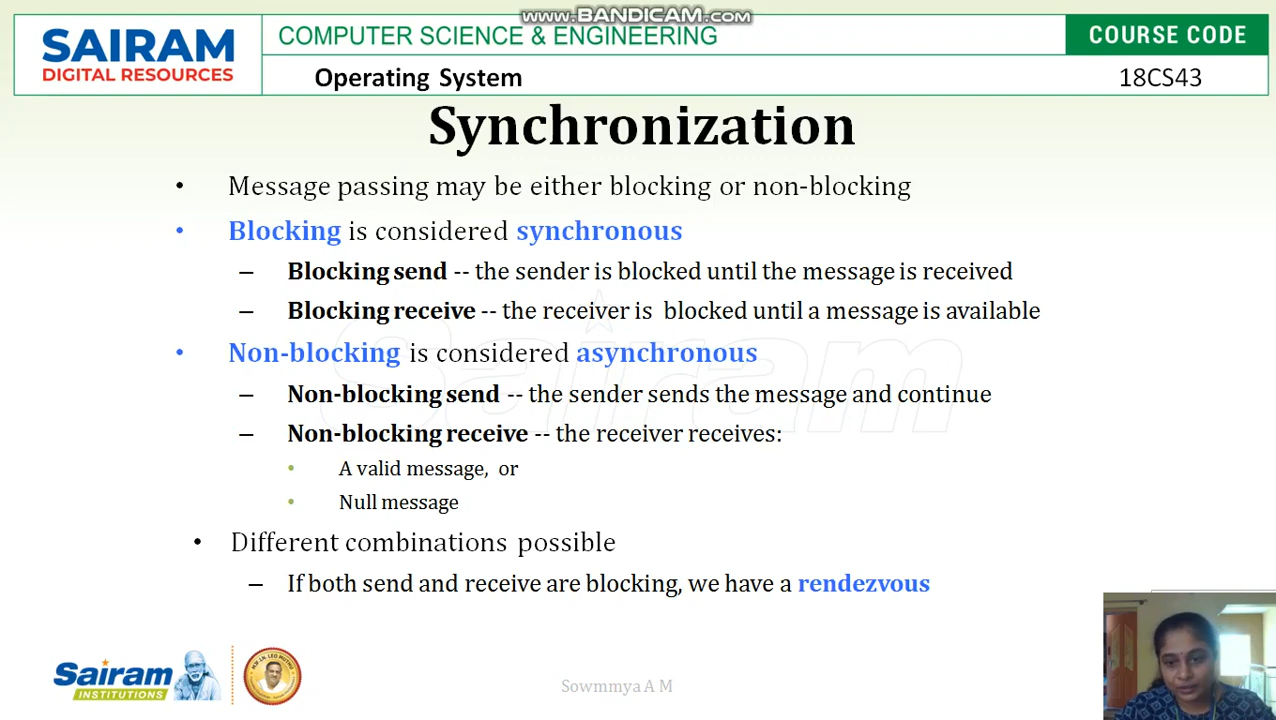 www.BANDICAM.com
SAIRAM
DIGITAL RESOURCES
COMPUTER SCIENCE & ENGINEERING
COURSE CODE
Operating System
18CS43
Synchronization
• Message passing may be either blocking or non-blocking
• Blocking is considered synchronous
– Blocking send -- the sender is blocked until the message is received
– Blocking receive -- the receiver is blocked until a message is available
• Non-blocking is considered asynchronous
– Non-blocking send -- the sender sends the message and continue
– Non-blocking receive -- the receiver receives:
• A valid message, or
• Null message
• Different combinations possible
– If both send and receive are blocking, we have a rendezvous
Sairam
Sairam
INSTITUTIONS
Sowmmya A M